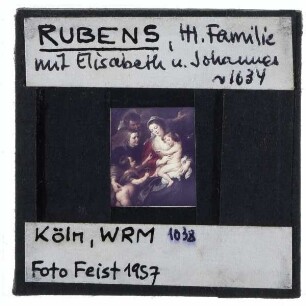 RUBENS, Hl. Familie
mit Elisabeth u. Johannes
~1634
Köln, WRM 1038
Foto Feist 1957